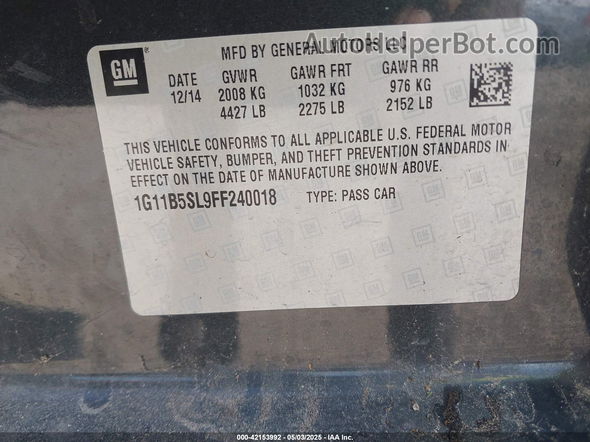 AutoHelperBot.com
GM
MFD BY GENERAL MOTORS LLC
DATE GVWR GAWR FRT GAWR RR
12/14 2008 KG 1032 KG 976 KG
4427 LB 2275 LB 2152 LB
THIS VEHICLE CONFORMS TO ALL APPLICABLE U.S. FEDERAL MOTOR
VEHICLE SAFETY, BUMPER, AND THEFT PREVENTION STANDARDS IN
EFFECT ON THE DATE OF MANUFACTURE SHOWN ABOVE.
1G11B5SL9FF240018 TYPE: PASS CAR
000-42153992 - 05/03/2025 - IAA Inc.